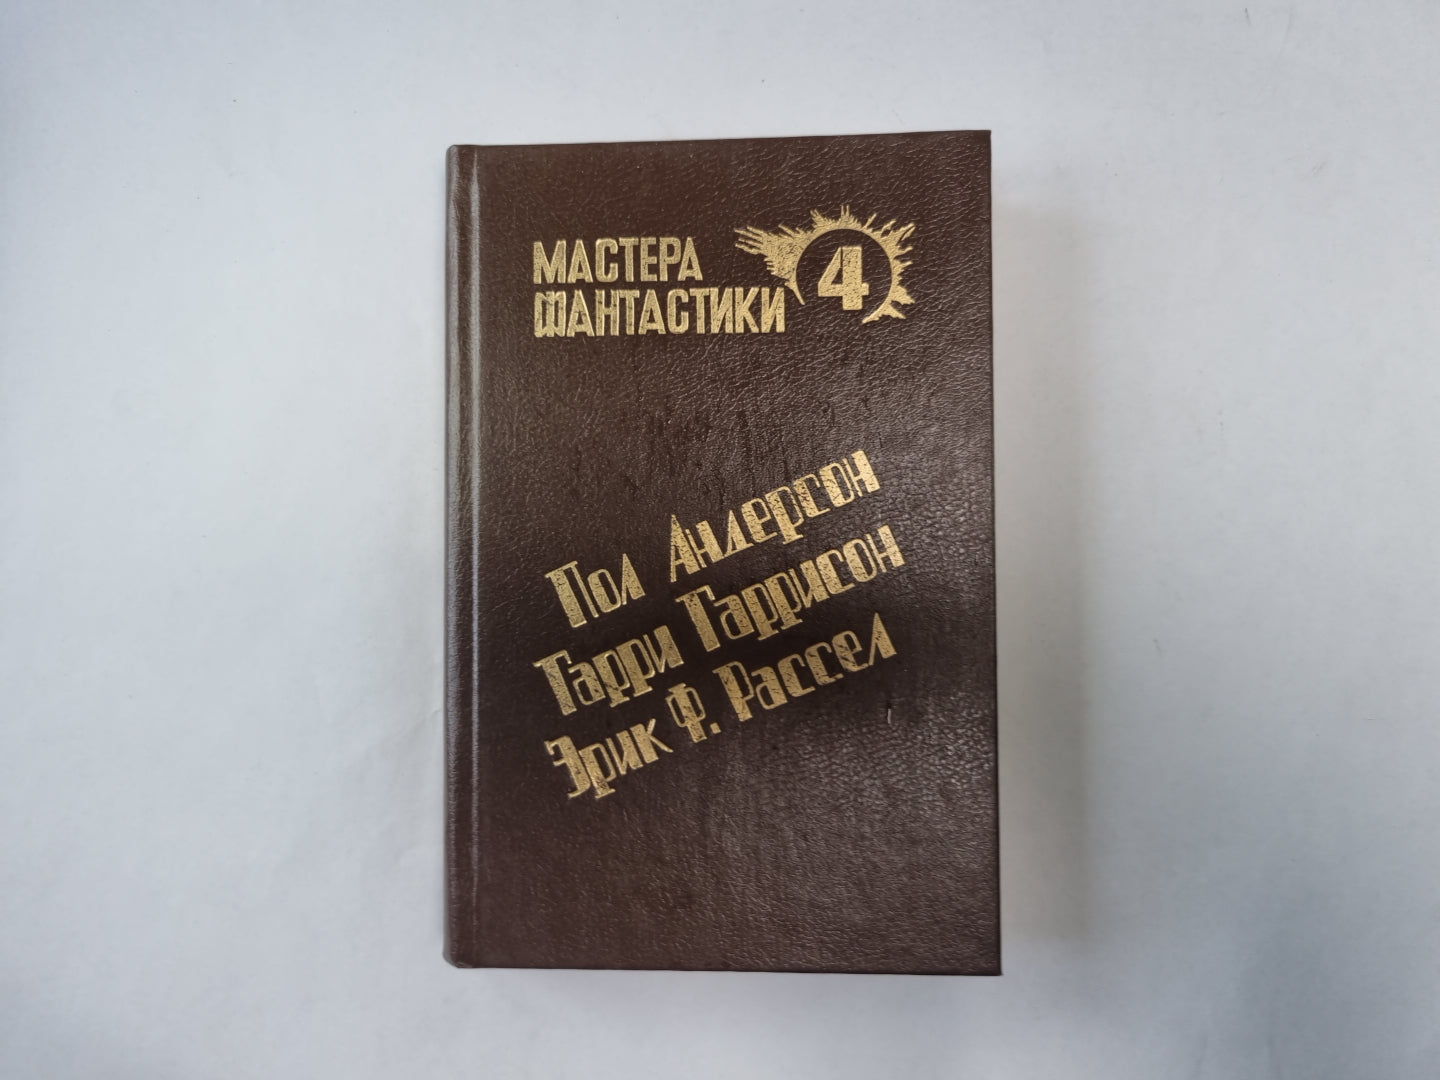 МАСТЕРА
ФАНТАСТИКИ
4
Пол Андерсон
Гарри Гаррисон
Эрик Ф. Рассел